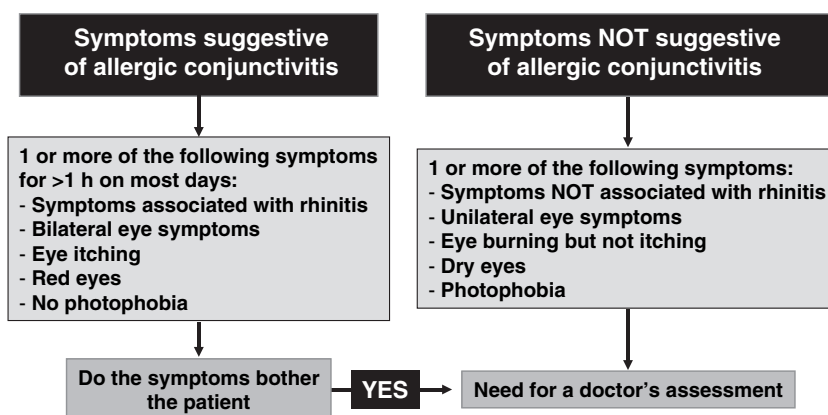 Symptoms suggestive
of allergic conjunctivitis
1 or more of the following symptoms
for >1 h on most days:
- Symptoms associated with rhinitis
- Bilateral eye symptoms
- Eye itching
- Red eyes
- No photophobia
Do the symptoms bother
the patient
YES
Symptoms NOT suggestive
of allergic conjunctivitis
1 or more of the following symptoms:
- Symptoms NOT associated with rhinitis
- Unilateral eye symptoms
- Eye burning but not itching
- Dry eyes
- Photophobia
Need for a doctor's assessment